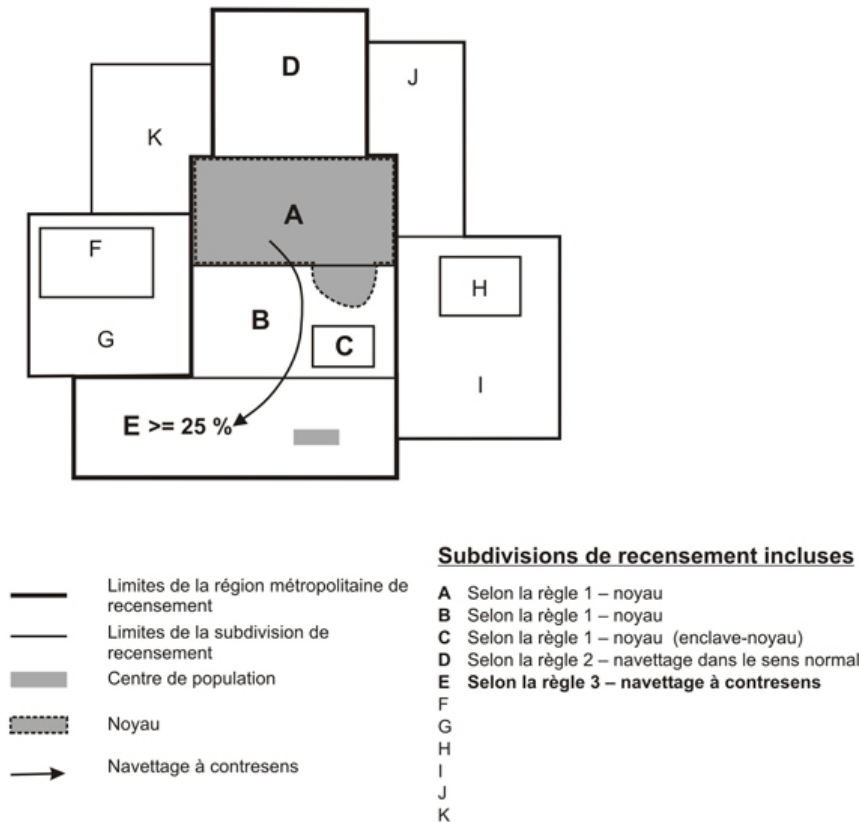 D
J
K
A
F
B
H
G
C
I
E >= 25 %
Limites de la région métropolitaine de
recensement
Limites de la subdivision de
recensement
Centre de population
Noyau
Navettage à contresens
Subdivisions de recensement incluses
A Selon la règle 1 – noyau
B Selon la règle 1 – noyau
C Selon la règle 1 – noyau (enclave-noyau)
D Selon la règle 2 – navettage dans le sens normal
E Selon la règle 3 – navettage à contresens
F
G
H
I
J
K